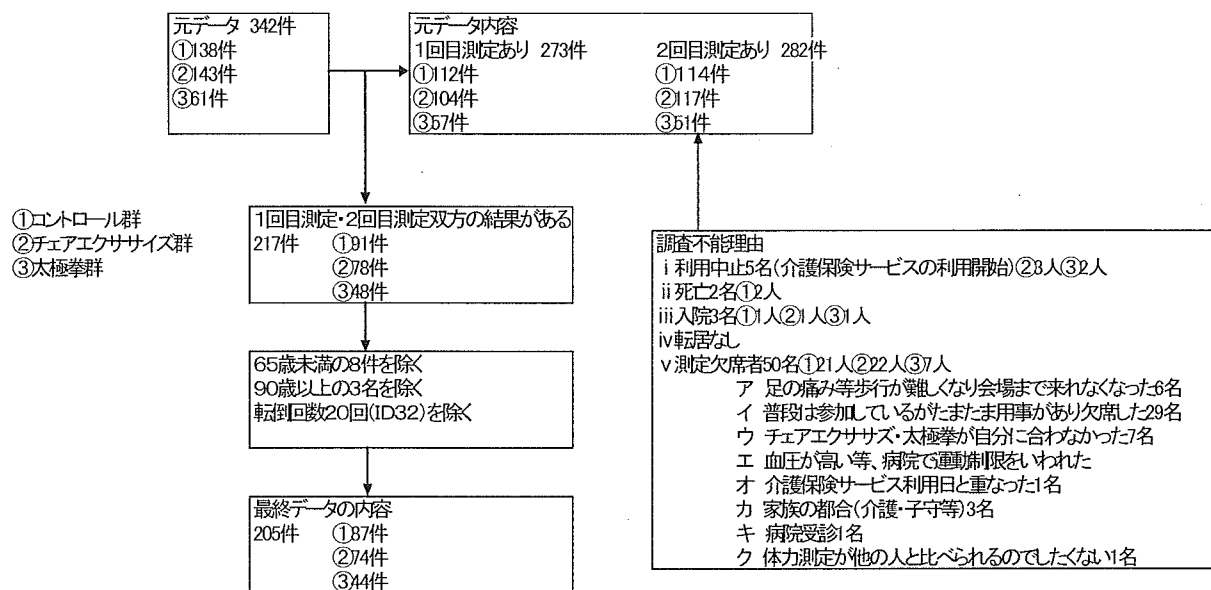 元データ 342件
①138件
②143件
③61件
元データ内容
1回目測定あり 273件 2回目測定あり 282件
①112件 ①114件
②104件 ②117件
③57件 ③51件
①コントロール群
②チェアエクササイズ群
③太極拳群
1回目測定・2回目測定双方の結果がある
217件 ①91件
②78件
③48件
65歳未満の8件を除く
90歳以上の3名を除く
転倒回数20回(ID32)を除く
最終データの内容
205件 ①87件
②74件
③44件
調査不能理由
ⅰ利用中止5名(介護保険サービスの利用開始)②3人③2人
ⅱ死亡2名①2人
ⅲ入院3名①1人②1人③1人
ⅳ転居なし
ⅴ測定欠席者50名①21人②22人③7人
ア 足の痛み等歩行が難しくなり会場まで来れなくなった6名
イ 普段は参加しているがたまたま用事があり欠席した29名
ウ チェアエクササズ・太極拳が自分に合わなかった7名
エ 血圧が高い等、病院で運動制限をいわれた
オ 介護保険サービス利用日と重なった1名
カ 家族の都合(介護・子守等)3名
キ 病院受診1名
ク 体力測定が他の人と比べられるのでしたくない1名